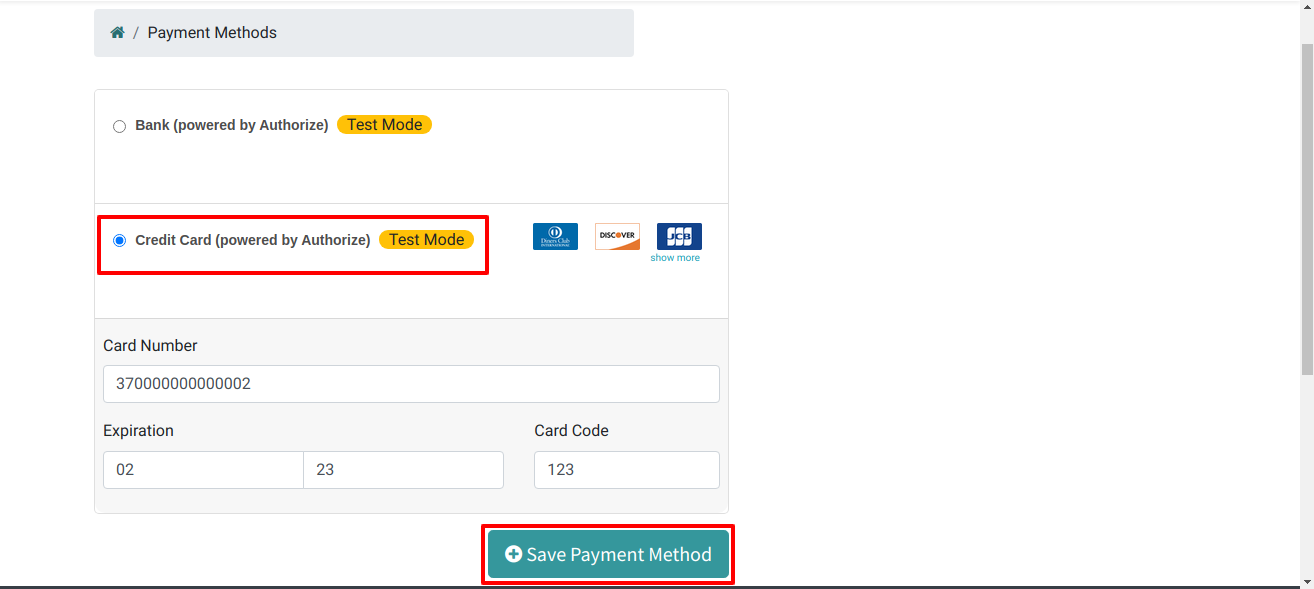 / Payment Methods
Bank (powered by Authorize) Test Mode
Credit Card (powered by Authorize) Test Mode
Diners Club
INTERNATIONAL
DISCOVER
JCB
show more
Card Number
370000000000002
Expiration
Card Code
02
23
123
Save Payment Method